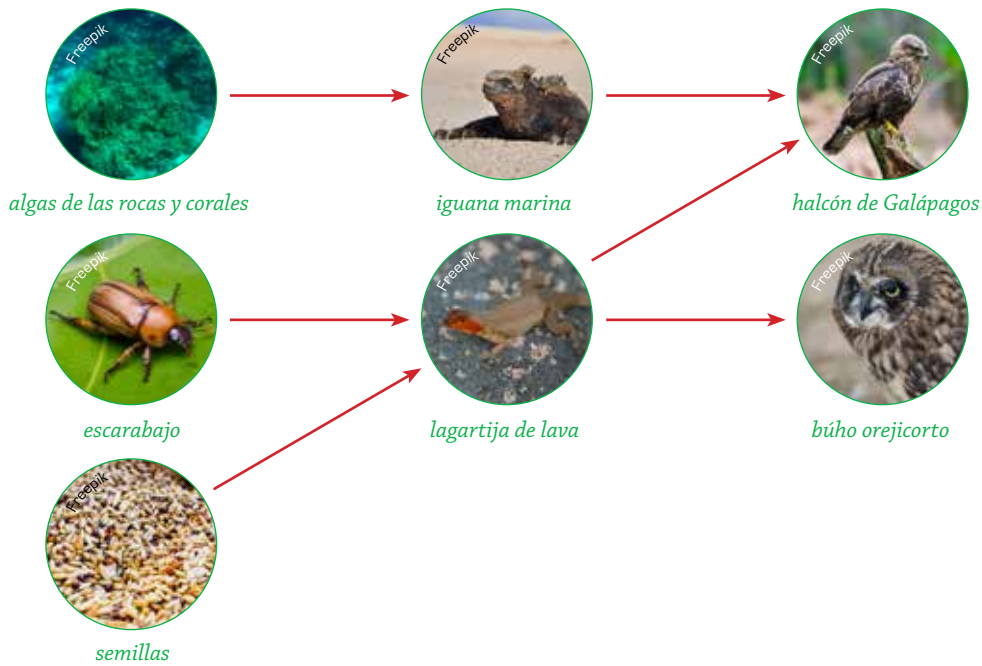 Freepik
Freepik
Freepik
algas de las rocas y corales
iguana marina
halcón de Galápagos
Freepik
Freepik
Freepik
escarabajo
lagartija de lava
búho orejicorto
Freepik
semillas